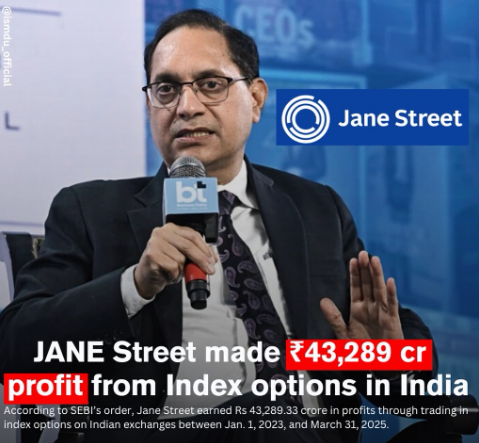 @ismdu_official
CEOs
L
Jane Street
bt
JANE Street made ₹43,289 cr
profit from Index options in India
According to SEBI's order, Jane Street earned Rs 43,289.33 crore in profits through trading in
index options on Indian exchanges between Jan. 1, 2023, and March 31, 2025.